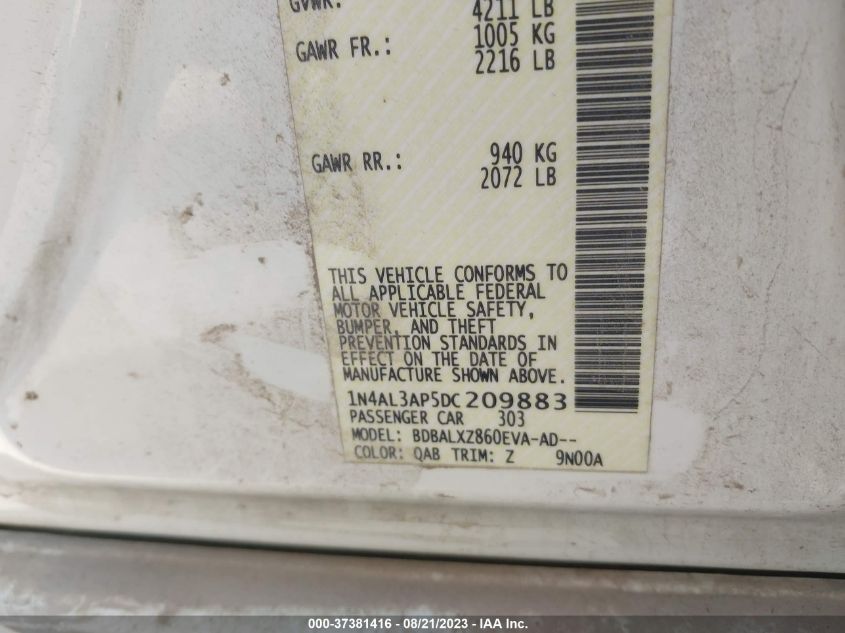 GVWR: 4211 LB
GAWR FR.: 1005 KG
2216 LB
GAWR RR.: 940 KG
2072 LB
THIS VEHICLE CONFORMS TO
ALL APPLICABLE FEDERAL
MOTOR VEHICLE SAFETY,
BUMPER, AND THEFT
PREVENTION STANDARDS IN
EFFECT ON THE DATE OF
MANUFACTURE SHOWN ABOVE.
1N4AL3AP5DC209883
PASSENGER CAR 303
MODEL: BDBALXZ860EVA-AD--
COLOR: QAB TRIM: Z 9N00A
000-37381416 - 08/21/2023 - IAAI.com